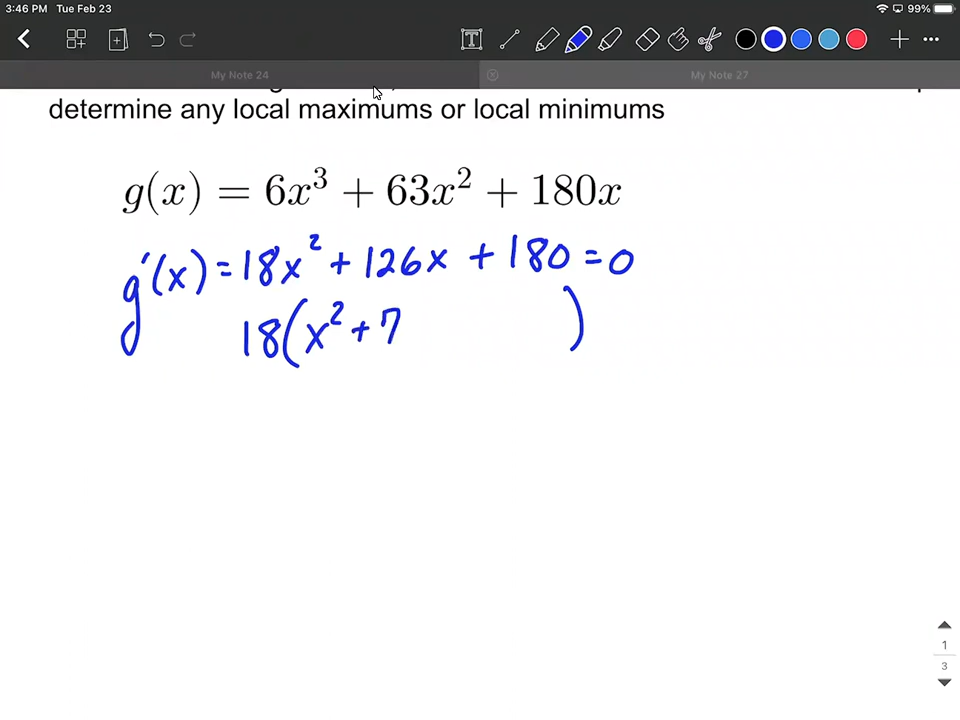 3:46 PM Tue Feb 23 99%
My Note 24 My Note 27
determine any local maximums or local minimums
g(x) = 6x³ + 63x² + 180x
g'(x) = 18x² + 126x + 180 = 0
18(x² + 7 )
1
3